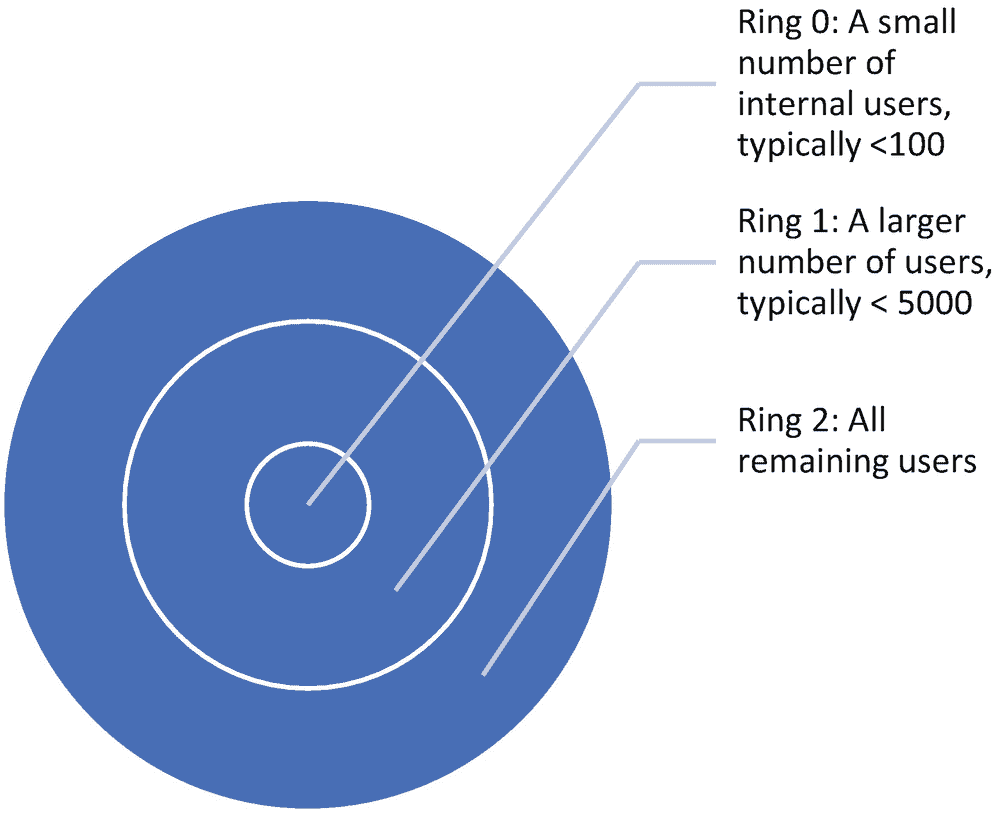 Ring 0: A small
number of
internal users,
typically <100
Ring 1: A larger
number of users,
typically < 5000
Ring 2: All
remaining users